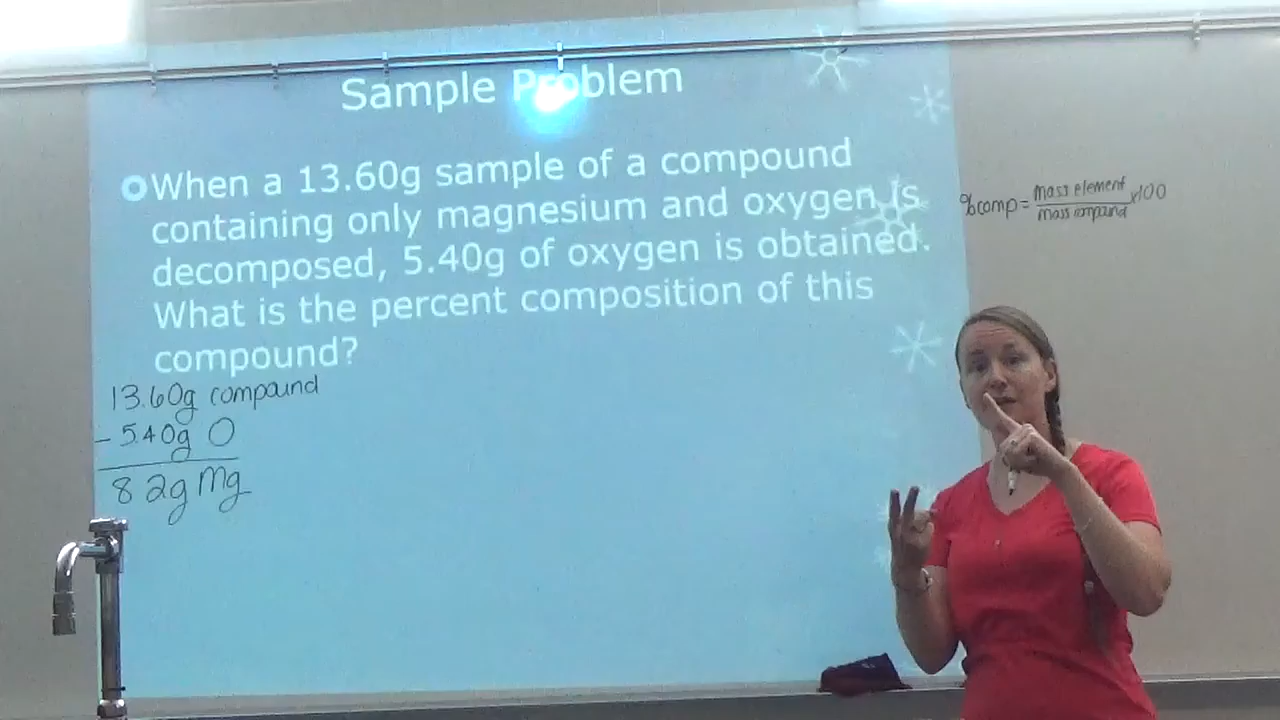 Sample Problem
When a 13.60g sample of a compound
containing only magnesium and oxygen is
decomposed, 5.40g of oxygen is obtained.
What is the percent composition of this
compound?
%comp = mass element / mass compound x100
13.60g compound
- 5.40g O
8 2g Mg